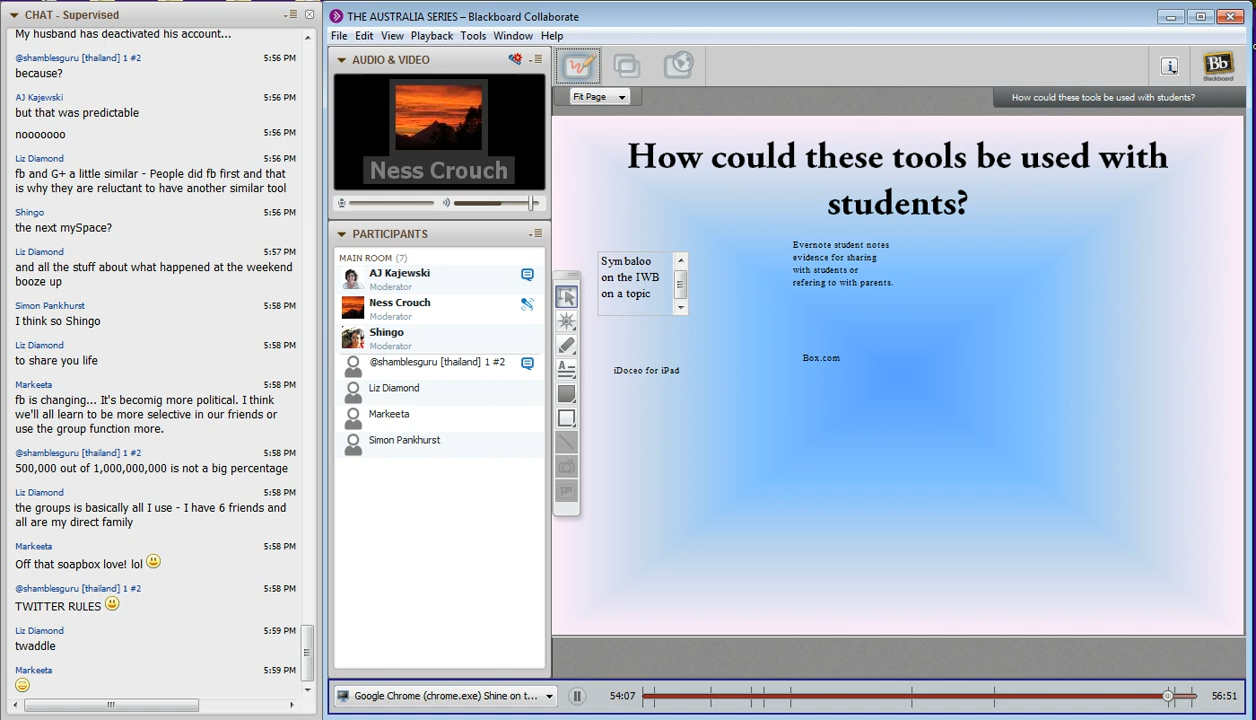 CHAT - Supervised
My husband has deactivated his account...
@shamblesguru [thailand] 1 #2 5:56 PM
because?
AJ Kajewski 5:56 PM
but that was predictable
nooooooo 5:56 PM
Liz Diamond 5:56 PM
fb and G+ a little similar - People did fb first and that
is why they are reluctant to have another similar tool
Shingo 5:56 PM
the next mySpace?
Liz Diamond 5:57 PM
and all the stuff about what happened at the weekend
booze up
Simon Pankhurst 5:58 PM
I think so Shingo
Liz Diamond 5:58 PM
to share you life
Markeeta 5:58 PM
fb is changing... It's becomig more political. I think
we'll all learn to be more selective in our friends or
use the group function more.
@shamblesguru [thailand] 1 #2 5:58 PM
500,000 out of 1,000,000,000 is not a big percentage
Liz Diamond 5:58 PM
the groups is basically all I use - I have 6 friends and
all are my direct family
Markeeta 5:58 PM
Off that soapbox love! lol
@shamblesguru [thailand] 1 #2 5:58 PM
TWITTER RULES
Liz Diamond 5:59 PM
twaddle
Markeeta 5:59 PM
THE AUSTRALIA SERIES – Blackboard Collaborate
File Edit View Playback Tools Window Help
AUDIO & VIDEO
Ness Crouch
PARTICIPANTS
MAIN ROOM (7)
AJ Kajewski
Moderator
Ness Crouch
Moderator
Shingo
Moderator
@shamblesguru [thailand] 1 #2
Liz Diamond
Markeeta
Simon Pankhurst
Bb
Blackboard
Fit Page
How could these tools be used with students?
How could these tools be used with
students?
Symbaloo
on the IWB
on a topic
Evernote student notes
evidence for sharing
with students or
refering to with parents.
Box.com
iDoceo for iPad
Google Chrome (chrome.exe) Shine on t...
54:07
56:51